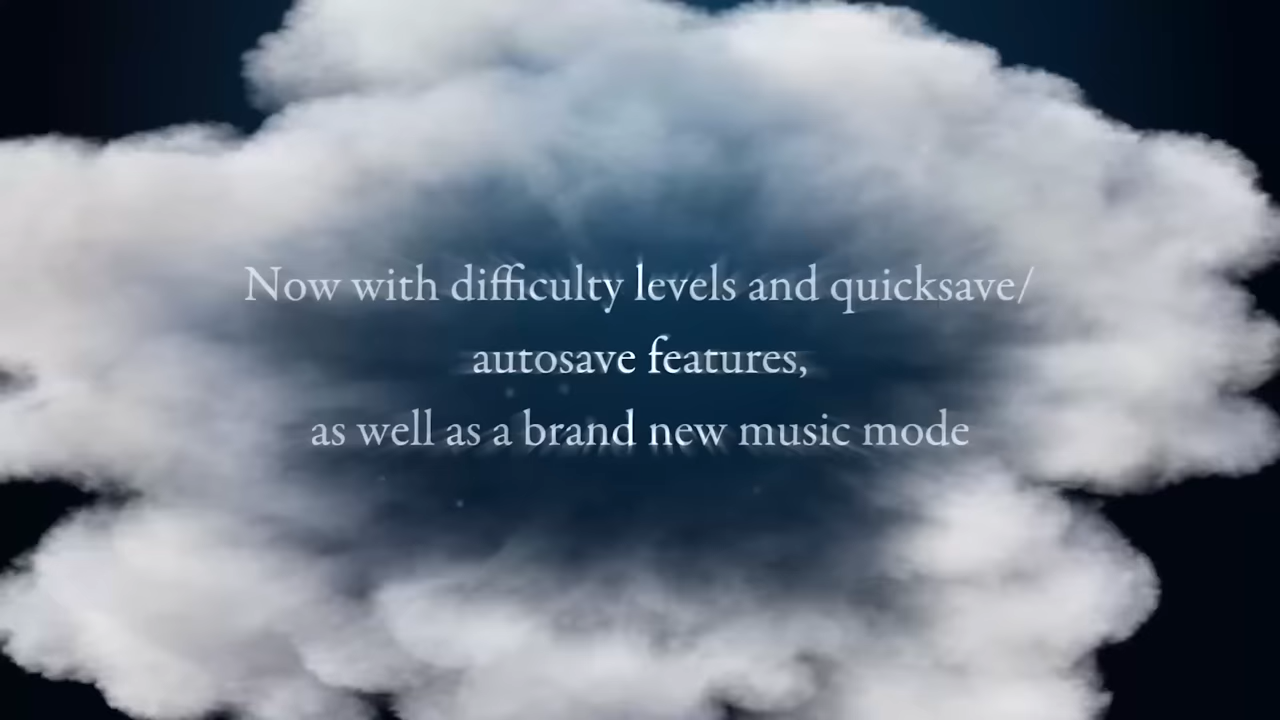 Now with difficulty levels and quicksave/
autosave features,
as well as a brand new music mode